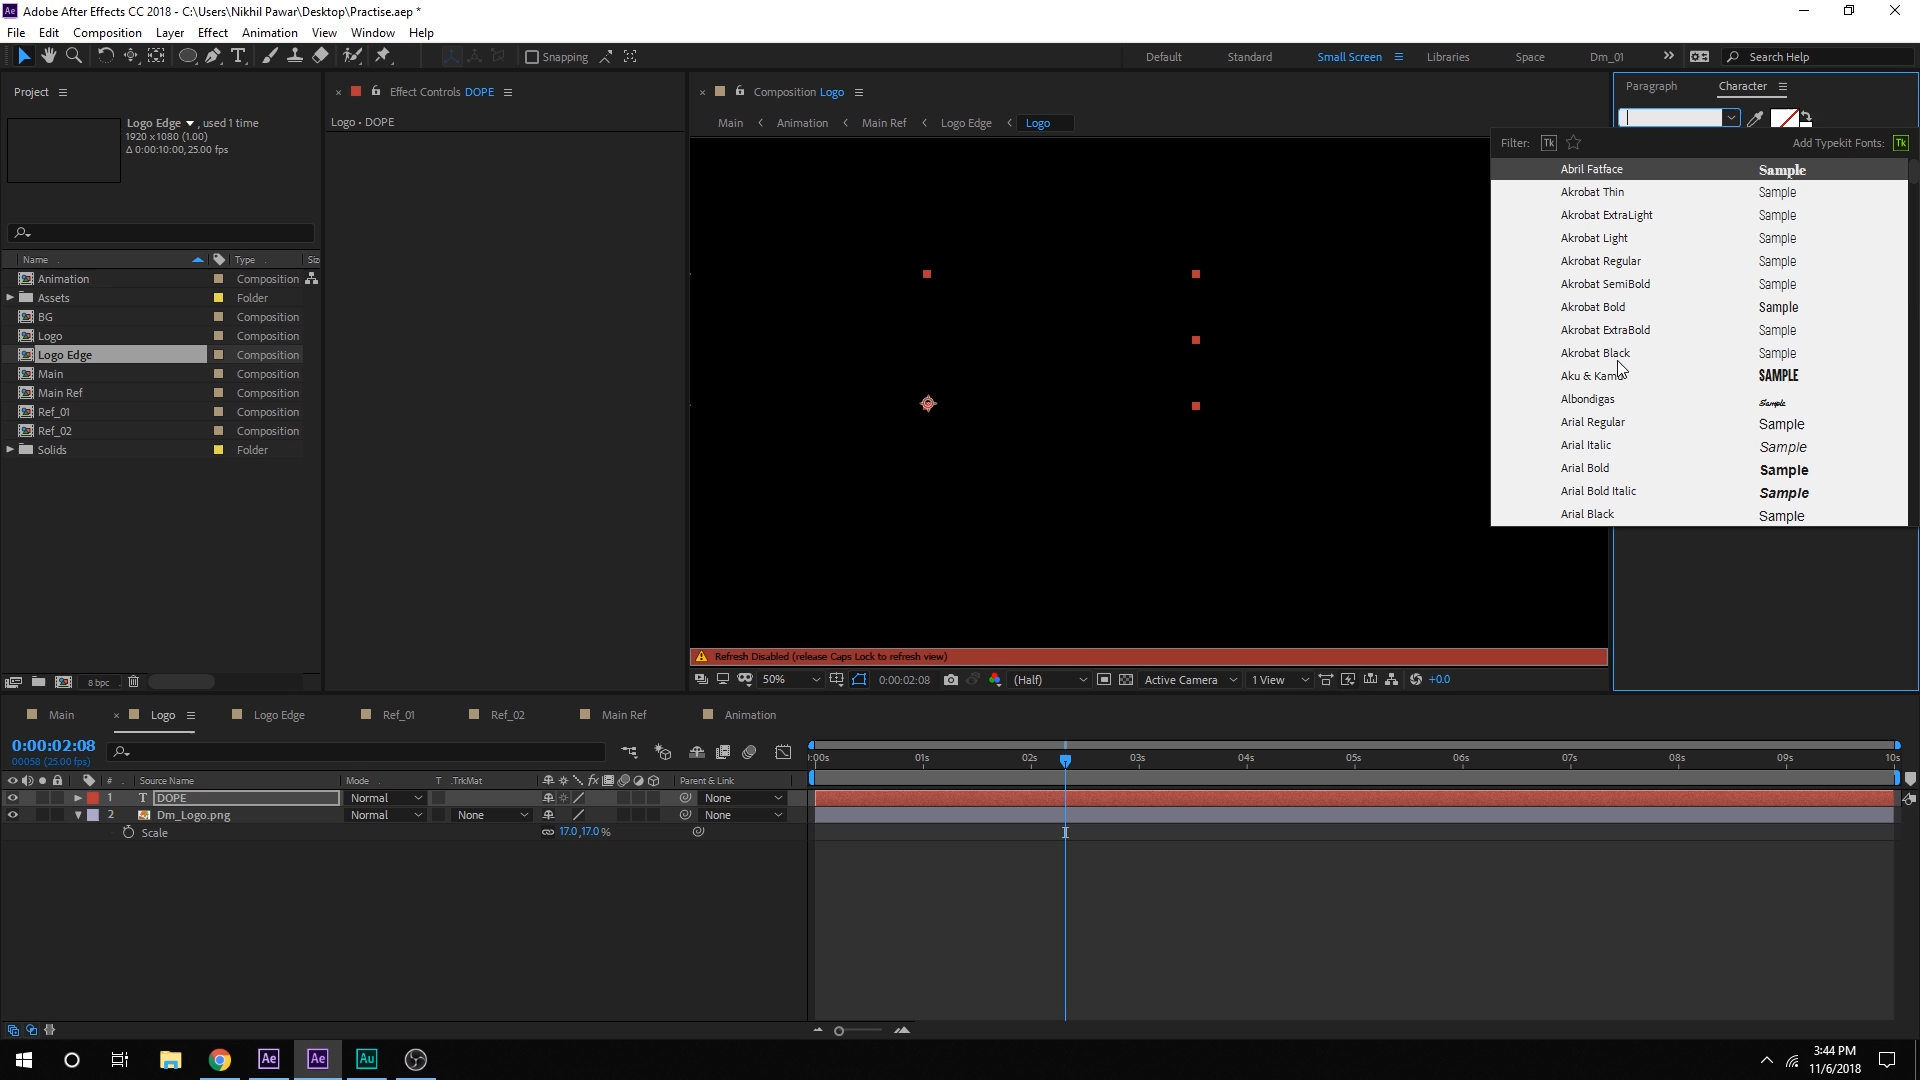 Adobe After Effects CC 2018 - C:\Users\Nikhil Pawar\Desktop\Practise.aep *
File Edit Composition Layer Effect Animation View Window Help
Snapping Default Standard Small Screen Libraries Space Dm_01 Search Help
Project
Effect Controls DOPE
Composition Logo
Paragraph Character
Logo Edge , used 1 time
1920 x 1080 (1.00)
Δ 0:00:10:00, 25.00 fps
Logo • DOPE
Main Animation Main Ref Logo Edge Logo
Filter: Tk Add Typekit Fonts: Tk
Abril Fatface Sample
Akrobat Thin Sample
Akrobat ExtraLight Sample
Akrobat Light Sample
Akrobat Regular Sample
Akrobat SemiBold Sample
Akrobat Bold Sample
Akrobat ExtraBold Sample
Akrobat Black Sample
Aku & Kamu SAMPLE
Albondigas Sample
Arial Regular Sample
Arial Italic Sample
Arial Bold Sample
Arial Bold Italic Sample
Arial Black Sample
Name Type Siz
Animation Composition
Assets Folder
BG Composition
Logo Composition
Logo Edge Composition
Main Composition
Main Ref Composition
Ref_01 Composition
Ref_02 Composition
Solids Folder
Refresh Disabled (release Caps Lock to refresh view)
8 bpc
50% 0:00:02:08 (Half) Active Camera 1 View +0.0
Main Logo Logo Edge Ref_01 Ref_02 Main Ref Animation
0:00:02:08
00058 (25.00 fps)
:00s 01s 02s 03s 04s 05s 06s 07s 08s 09s 10s
# Source Name Mode T .TrkMat fx Parent & Link
1 T DOPE Normal None
2 Dm_Logo.png Normal None None
Scale 17.0,17.0 %
Ae Ae Au
3:44 PM
11/6/2018